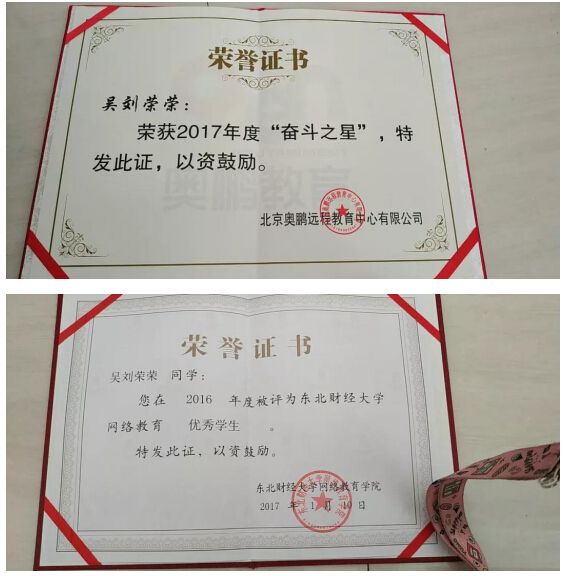 荣誉证书
吴刘荣荣：
荣获2017年度“奋斗之星”，特
发此证，以资鼓励。
奥鹏教育
北京奥鹏远程教育中心有限公司
荣誉证书
吴刘荣荣 同学：
您在 2016 年度被评为东北财经大学
网络教育 优秀学生 。
特发此证，以资鼓励。
东北财经大学网络教育学院
2017 年 1 月 10 日